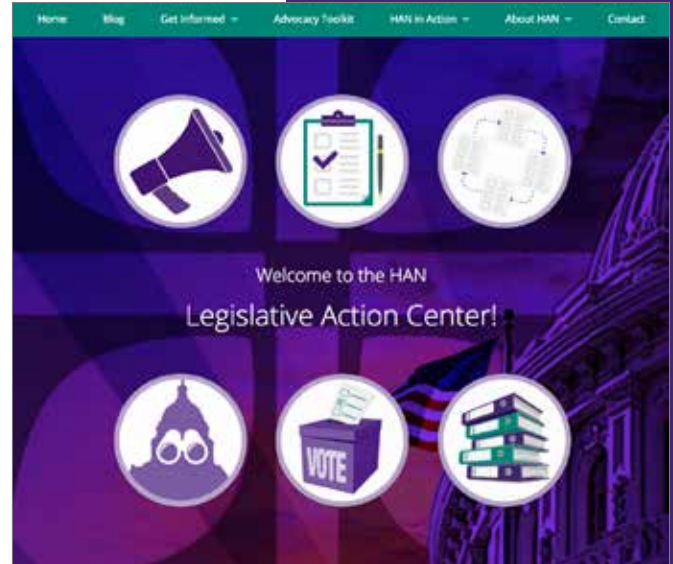 Home Blog Get Informed Advocacy Toolkit HAN in Action About HAN Contact
Welcome to the HAN
Legislative Action Center!
VOTE